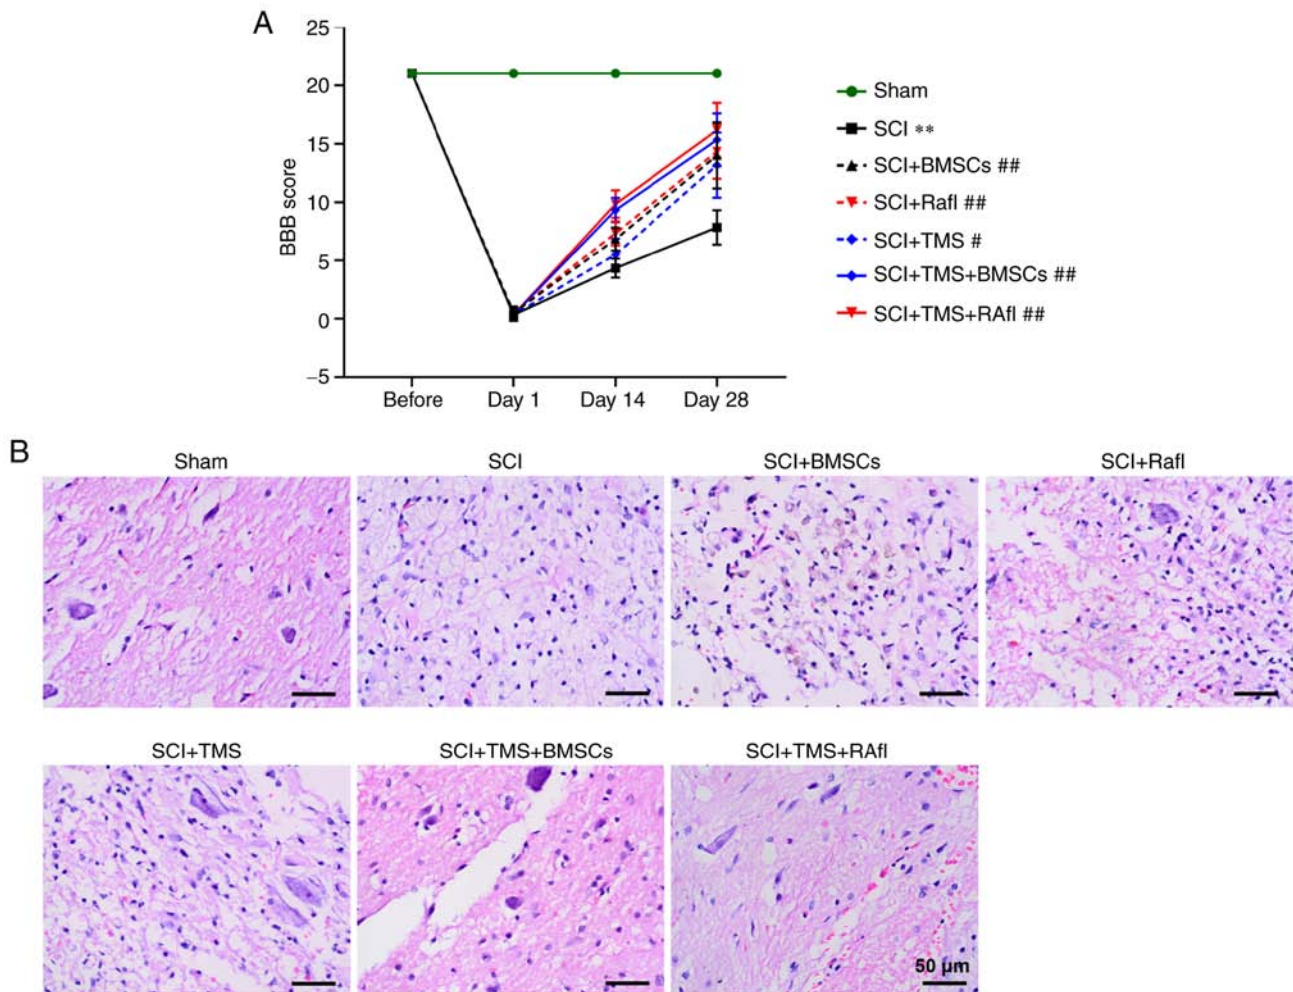 A
25
20
15
10
5
0
–5
BBB score
Before Day 1 Day 14 Day 28
Sham
SCI **
SCI+BMSCs ##
SCI+Rafl ##
SCI+TMS #
SCI+TMS+BMSCs ##
SCI+TMS+RAfl ##
B
Sham SCI SCI+BMSCs SCI+Rafl
SCI+TMS SCI+TMS+BMSCs SCI+TMS+RAfl
50 µm